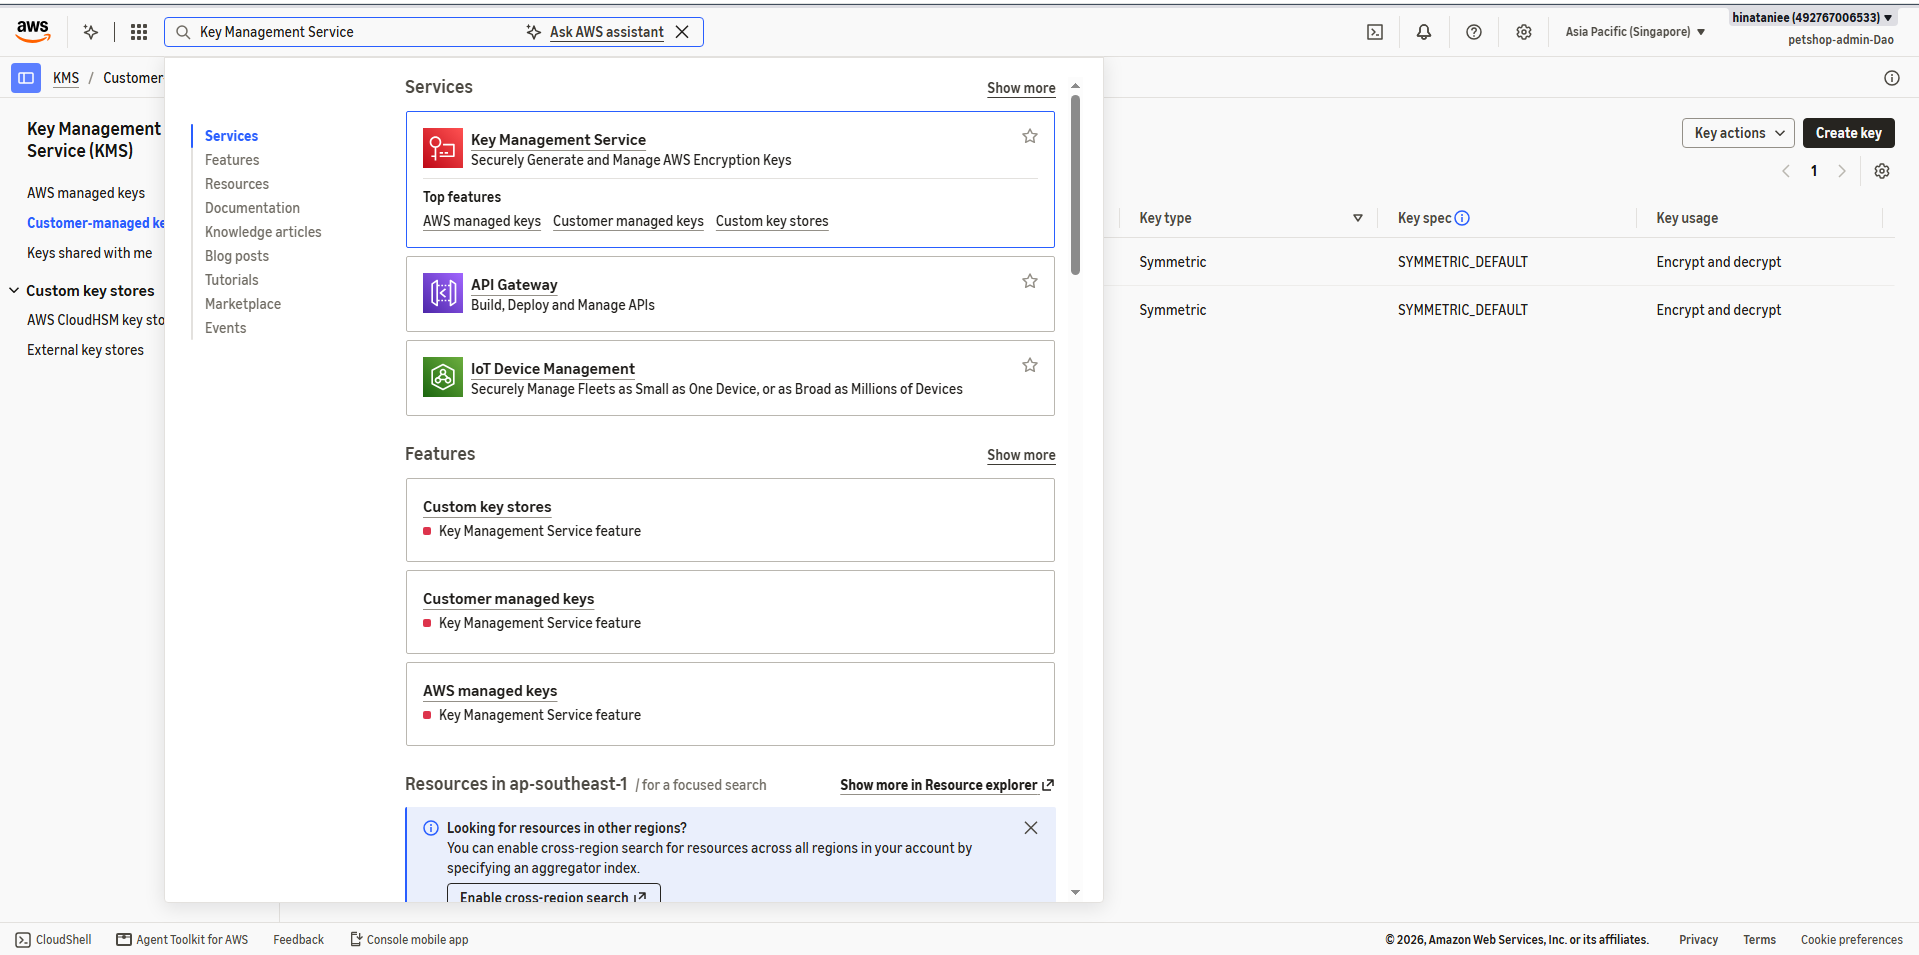 aws
Key Management Service
Ask AWS assistant
Asia Pacific (Singapore)
hinataniee (492767006533)
petshop-admin-Dao
KMS / Customer
Key Management
Service (KMS)
AWS managed keys
Customer-managed ke
Keys shared with me
Custom key stores
AWS CloudHSM key sto
External key stores
Services
Features
Resources
Documentation
Knowledge articles
Blog posts
Tutorials
Marketplace
Events
Services
Show more
Key Management Service
Securely Generate and Manage AWS Encryption Keys
Top features
AWS managed keys Customer managed keys Custom key stores
API Gateway
Build, Deploy and Manage APIs
IoT Device Management
Securely Manage Fleets as Small as One Device, or as Broad as Millions of Devices
Features
Show more
Custom key stores
Key Management Service feature
Customer managed keys
Key Management Service feature
AWS managed keys
Key Management Service feature
Resources in ap-southeast-1 / for a focused search
Show more in Resource explorer
Looking for resources in other regions?
You can enable cross-region search for resources across all regions in your account by
specifying an aggregator index.
Enable cross-region search
Key actions
Create key
1
Key type Key spec Key usage
Symmetric SYMMETRIC_DEFAULT Encrypt and decrypt
Symmetric SYMMETRIC_DEFAULT Encrypt and decrypt
CloudShell Agent Toolkit for AWS Feedback Console mobile app
© 2026, Amazon Web Services, Inc. or its affiliates. Privacy Terms Cookie preferences